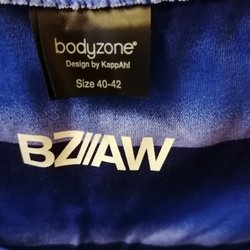 bodyzone®
Design by KappAhl
Size 40-42
BZ//AW